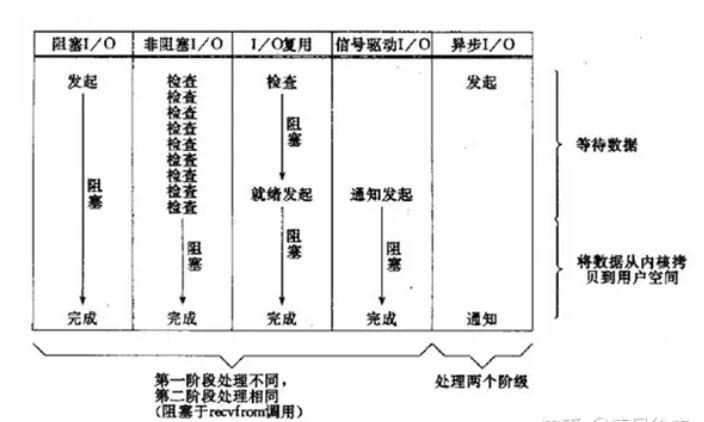 阻塞I/O 非阻塞I/O I/O复用 信号驱动I/O 异步I/O
发起 检查 检查 发起
检查
检查
检查
检查
检查
检查
检查
检查
阻塞
阻塞
就绪发起 通知发起
阻塞
阻塞
阻塞
完成 完成 完成 完成 通知
等待数据
将数据从内核拷
贝到用户空间
第一阶段处理不同，
第二阶段处理相同
(阻塞于recvfrom调用)
处理两个阶级